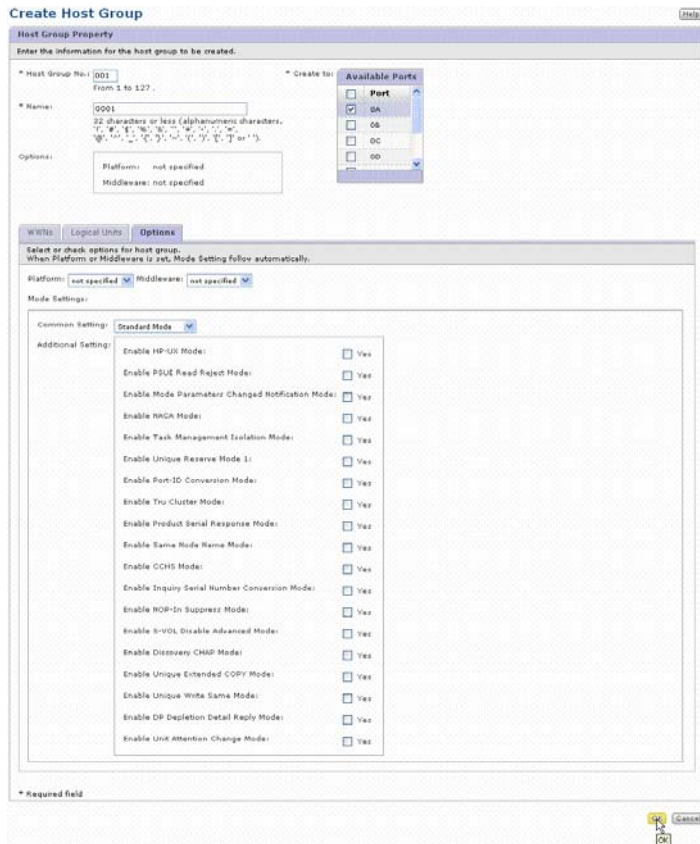 Create Host Group
Help
Host Group Property
Enter the information for the host group to be created.
* Host Group No.: 001
From 1 to 127 .
* Name: 0001
32 characters or less (alphanumeric characters,
Options:
Platform: not specified
Middleware: not specified
* Create to:
Available Ports
Port
0A
0B
0C
0D
WWNs Logical Units Options
Select or check options for host group.
When Platform or Middleware is set, Mode Setting follow automatically.
Platform: not specified Middleware: not specified
Mode Settings:
Common Setting: Standard Mode
Additional Setting:
Enable HP-UX Mode: Yes
Enable PSUE Read Reject Mode: Yes
Enable Mode Parameters Changed Notification Mode: Yes
Enable NACA Mode: Yes
Enable Task Management Isolation Mode: Yes
Enable Unique Reserve Mode 1: Yes
Enable Port-ID Conversion Mode: Yes
Enable Tru Cluster Mode: Yes
Enable Product Serial Response Mode: Yes
Enable Same Node Name Mode: Yes
Enable CCHS Mode: Yes
Enable Inquiry Serial Number Conversion Mode: Yes
Enable NOP-In Suppress Mode: Yes
Enable S-VOL Disable Advanced Mode: Yes
Enable Discovery CHAP Mode: Yes
Enable Unique Extended COPY Mode: Yes
Enable Unique Write Same Mode: Yes
Enable DP Depletion Detail Reply Mode: Yes
Enable Unit Attention Change Mode: Yes
* Required field
OK Cancel
OK